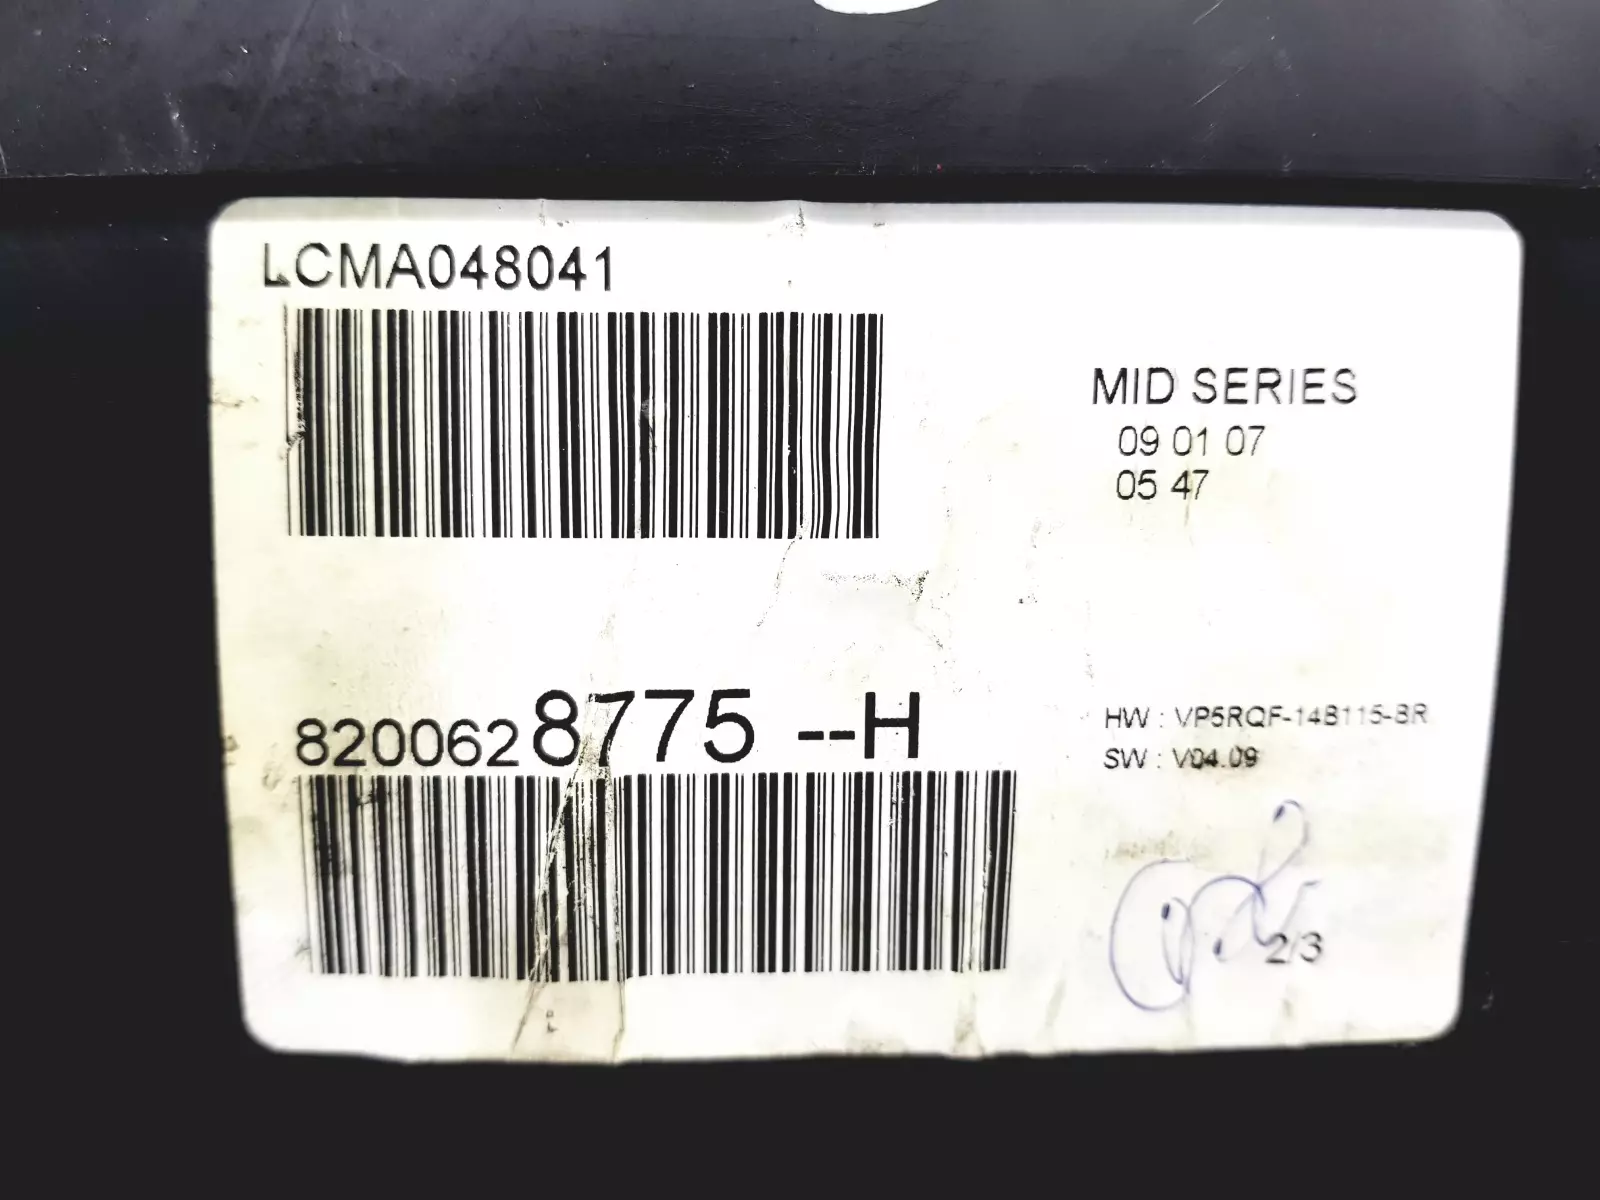 LCMA048041
MID SERIES
09 01 07
05 47
8200628775 --H
HW : VP5RQF-14B115-BR
SW : V04.09
2/3